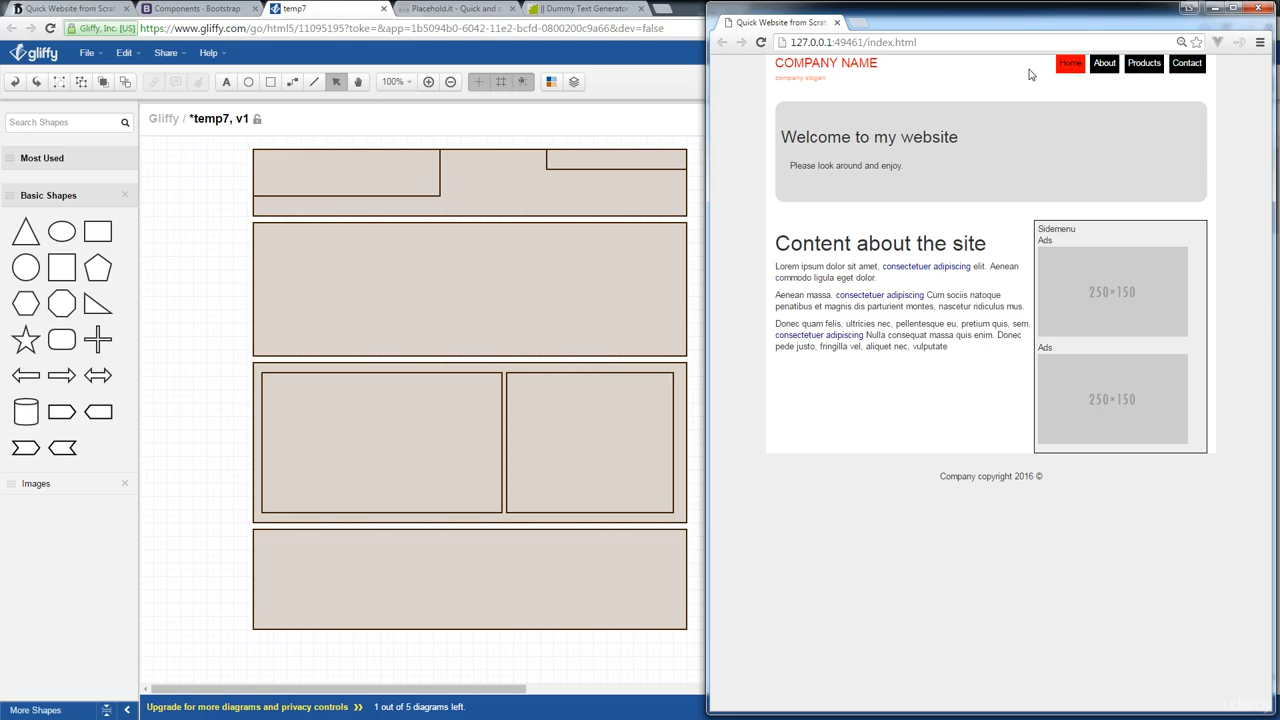 Quick Website from Scrat
Components · Bootstrap
temp7
Placehold.it - Quick and s
Dummy Text Generator
Quick Website from Scrat
https://www.gliffy.com/go/html5/11095195?token=&app=1b5094b0-6042-11e2-bcfd-0800200c9a66&dev=false
127.0.0.1:49461/index.html
gliffy
File
Edit
Share
Help
100%
Search Shapes
Gliffy / *temp7, v1
Most Used
Basic Shapes
Images
More Shapes
Upgrade for more diagrams and privacy controls
1 out of 5 diagrams left.
COMPANY NAME
company slogan
Home
About
Products
Contact
Welcome to my website
Please look around and enjoy.
Content about the site
Lorem ipsum dolor sit amet, consectetuer adipiscing elit. Aenean
commodo ligula eget dolor.
Aenean massa. consectetuer adipiscing Cum sociis natoque
penatibus et magnis dis parturient montes, nascetur ridiculus mus.
Donec quam felis, ultricies nec, pellentesque eu, pretium quis, sem.
consectetuer adipiscing Nulla consequat massa quis enim. Donec
pede justo, fringilla vel, aliquet nec, vulputate
Sidemenu
Ads
250×150
Ads
250×150
Company copyright 2016 ©